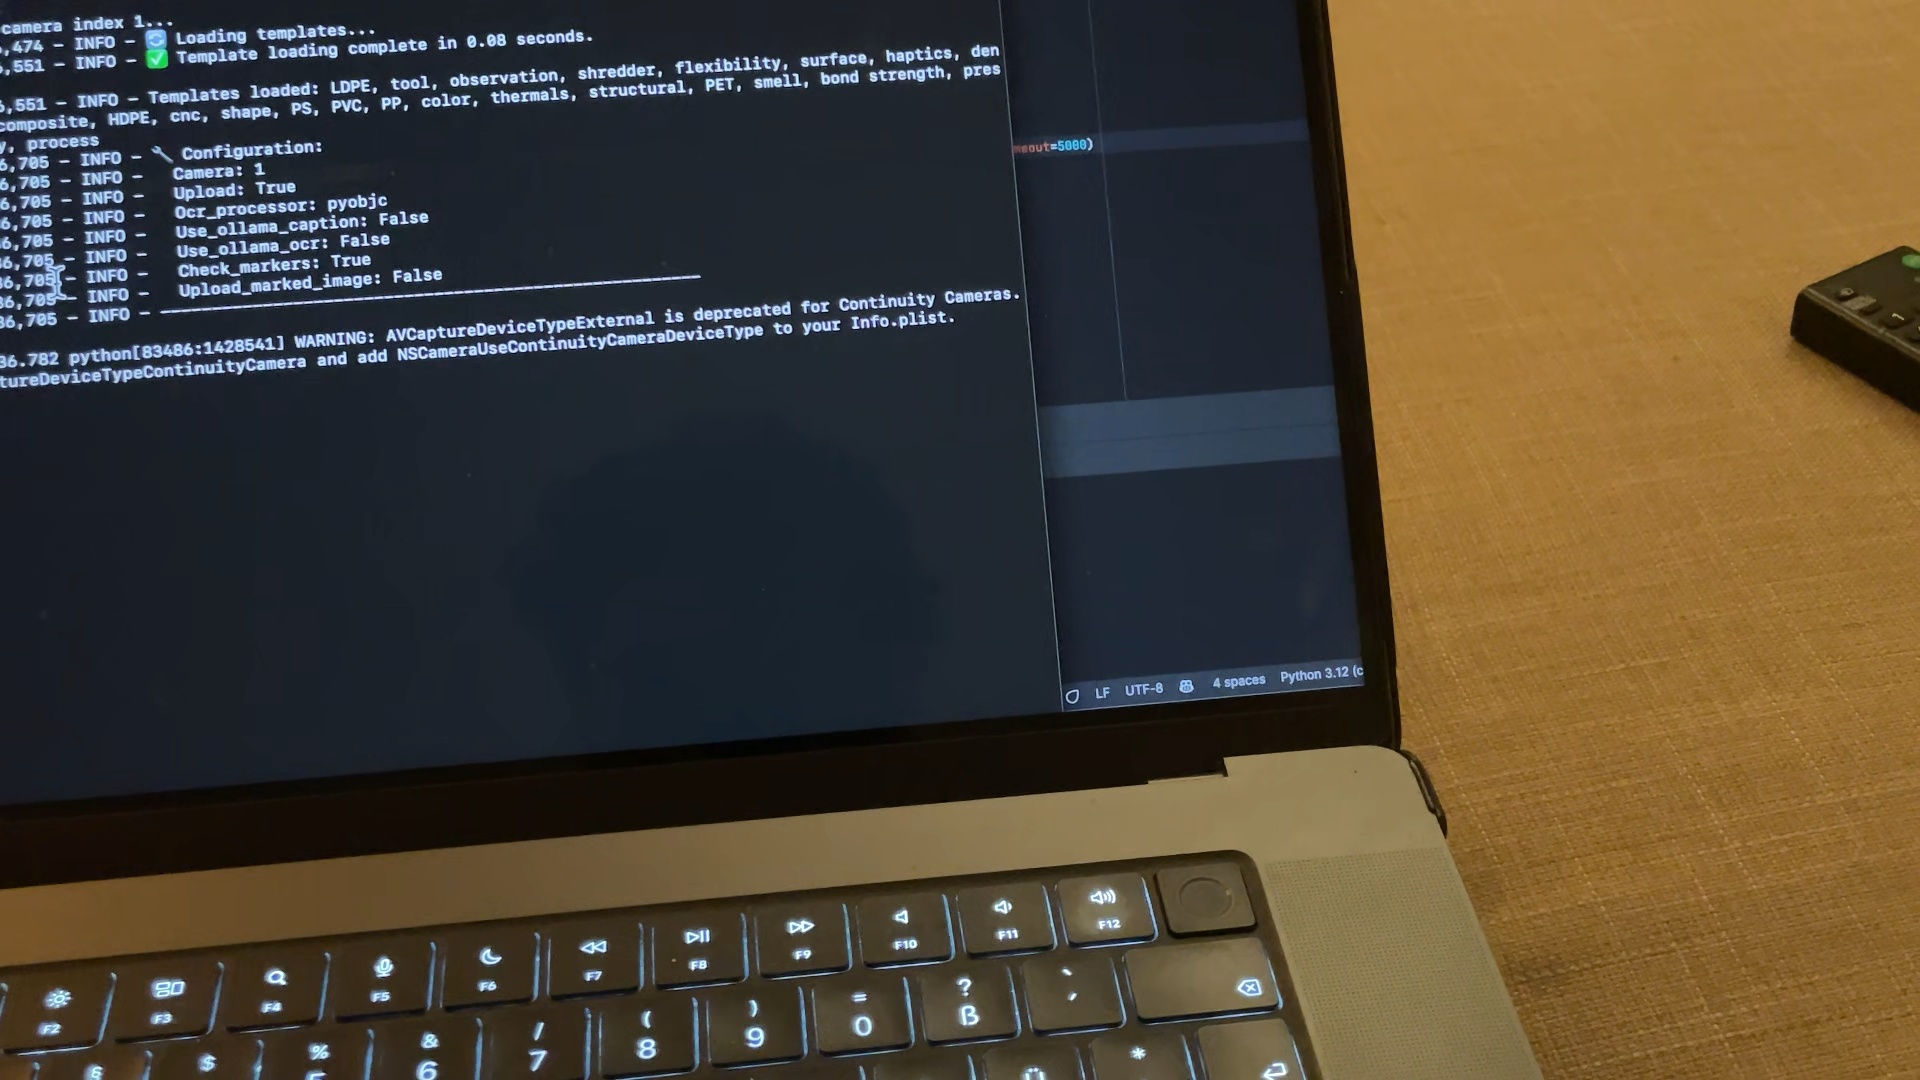 camera index 1...
,474 - INFO - 🔄 Loading templates...
,551 - INFO - ✅ Template loading complete in 0.08 seconds.
6,551 - INFO - Templates loaded: LDPE, tool, observation, shredder, flexibility, surface, haptics, den
composite, HDPE, cnc, shape, PS, PVC, PP, color, thermals, structural, PET, smell, bond strength, pres
y, process
6,705 - INFO - 🔧 Configuration:
6,705 - INFO - Camera: 1
6,705 - INFO - Upload: True
6,705 - INFO - Ocr_processor: pyobjc
6,705 - INFO - Use_ollama_caption: False
36,705 - INFO - Use_ollama_ocr: False
36,705 - INFO - Check_markers: True
36,705 - INFO - Upload_marked_image: False
36,705 - INFO - ————————
36.782 python[83486:1428541] WARNING: AVCaptureDeviceTypeExternal is deprecated for Continuity Cameras.
tureDeviceTypeContinuityCamera and add NSCameraUseContinuityCameraDeviceType to your Info.plist.
meout=5000)
LF UTF-8 4 spaces Python 3.12 (c
F2 F3 F4 F5 F6 F7 F8 F9 F10 F11 F12
§ $ % & / ( ) = ? `
6 7 8 9 0 ß ´
Ü *